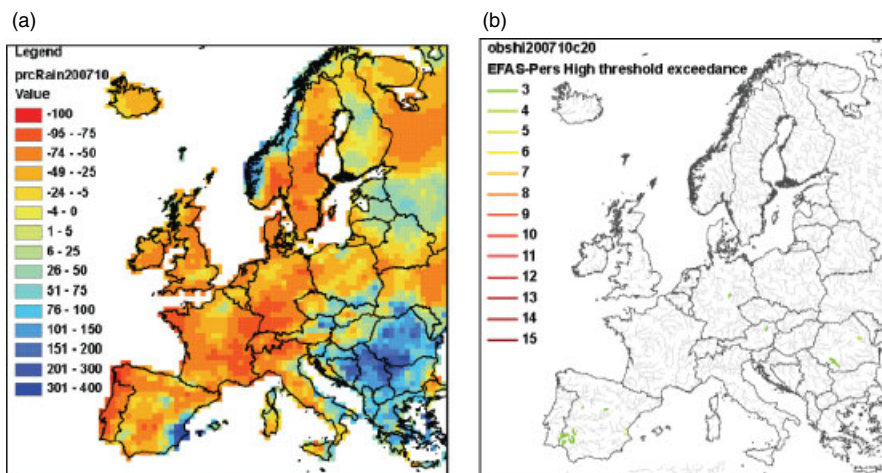 (a)
Legend
prcRain200710
Value
-100
-95 - -75
-74 - -50
-49 - -25
-24 - -5
-4 - 0
1 - 5
6 - 25
26 - 50
51 - 75
76 - 100
101 - 150
151 - 200
201 - 300
301 - 400
(b)
obshi200710c20
EFAS-Pers High threshold exceedance
3
4
5
6
7
8
9
10
11
12
13
14
15